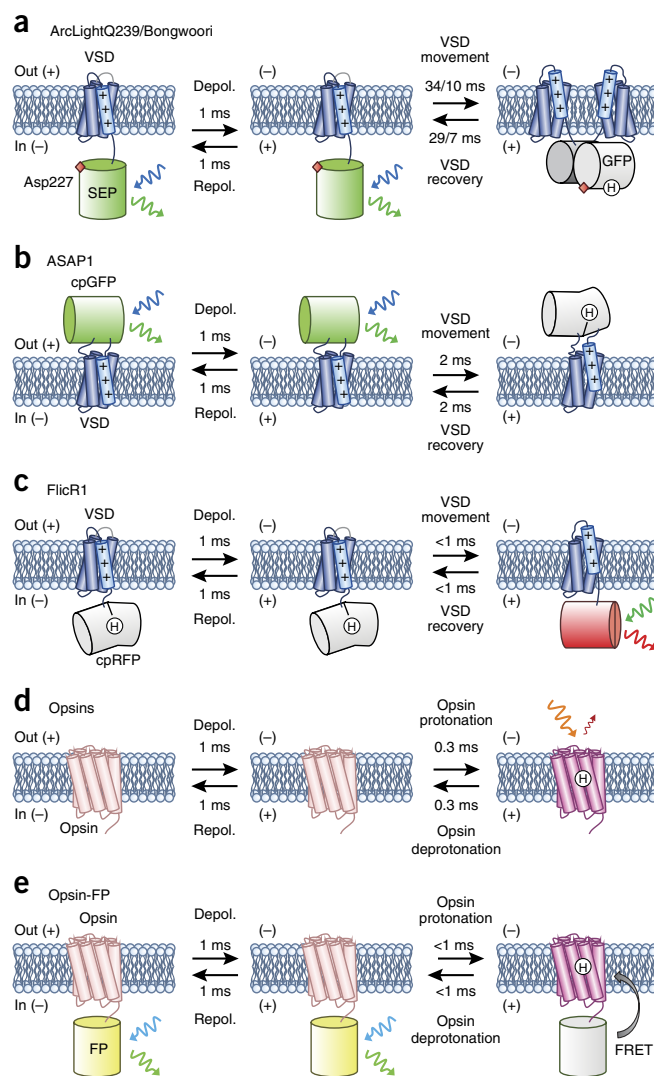 a
ArcLightQ239/Bongwoori
VSD
Out (+)
In (–)
Asp227
SEP
Depol.
1 ms
1 ms
Repol.
(–)
(+)
VSD
movement
34/10 ms
29/7 ms
VSD
recovery
(–)
(+)
GFP
H
b
ASAP1
cpGFP
Out (+)
In (–)
VSD
Depol.
1 ms
1 ms
Repol.
(–)
(+)
VSD
movement
2 ms
2 ms
VSD
recovery
(–)
(+)
H
c
FlicR1
VSD
Out (+)
In (–)
H
cpRFP
Depol.
1 ms
1 ms
Repol.
(–)
(+)
H
VSD
movement
<1 ms
<1 ms
VSD
recovery
(–)
(+)
d
Opsins
Out (+)
In (–)
Opsin
Depol.
1 ms
1 ms
Repol.
(–)
(+)
Opsin
protonation
0.3 ms
0.3 ms
Opsin
deprotonation
(–)
(+)
H
e
Opsin-FP
Opsin
Out (+)
In (–)
FP
Depol.
1 ms
1 ms
Repol.
(–)
(+)
Opsin
protonation
<1 ms
<1 ms
Opsin
deprotonation
(–)
(+)
H
FRET